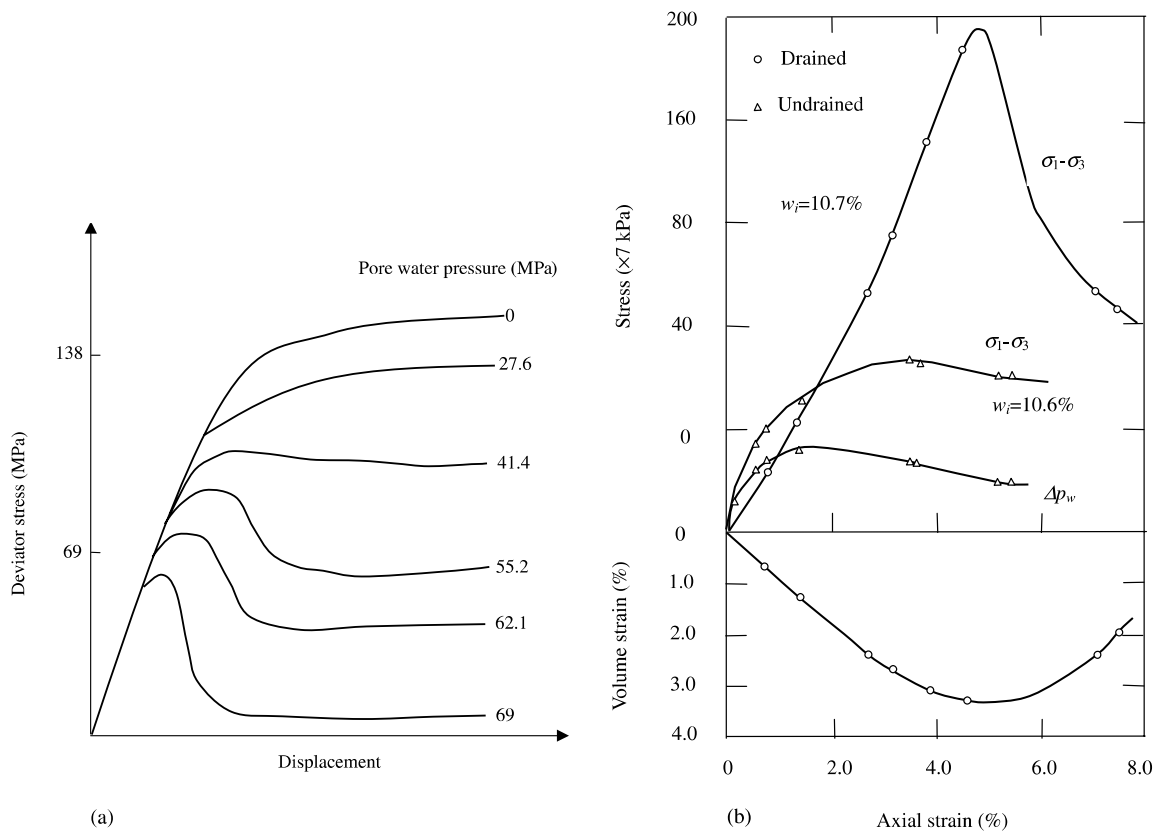 Pore water pressure (MPa)
0
27.6
41.4
55.2
62.1
69
138
69
Deviator stress (MPa)
Displacement
(a)
200
160
80
40
0
0
Stress (×7 kPa)
Drained
Undrained
σ₁-σ₃
wᵢ=10.7%
σ₁-σ₃
wᵢ=10.6%
Δp_w
1.0
2.0
3.0
4.0
Volume strain (%)
0 2.0 4.0 6.0 8.0
Axial strain (%)
(b)